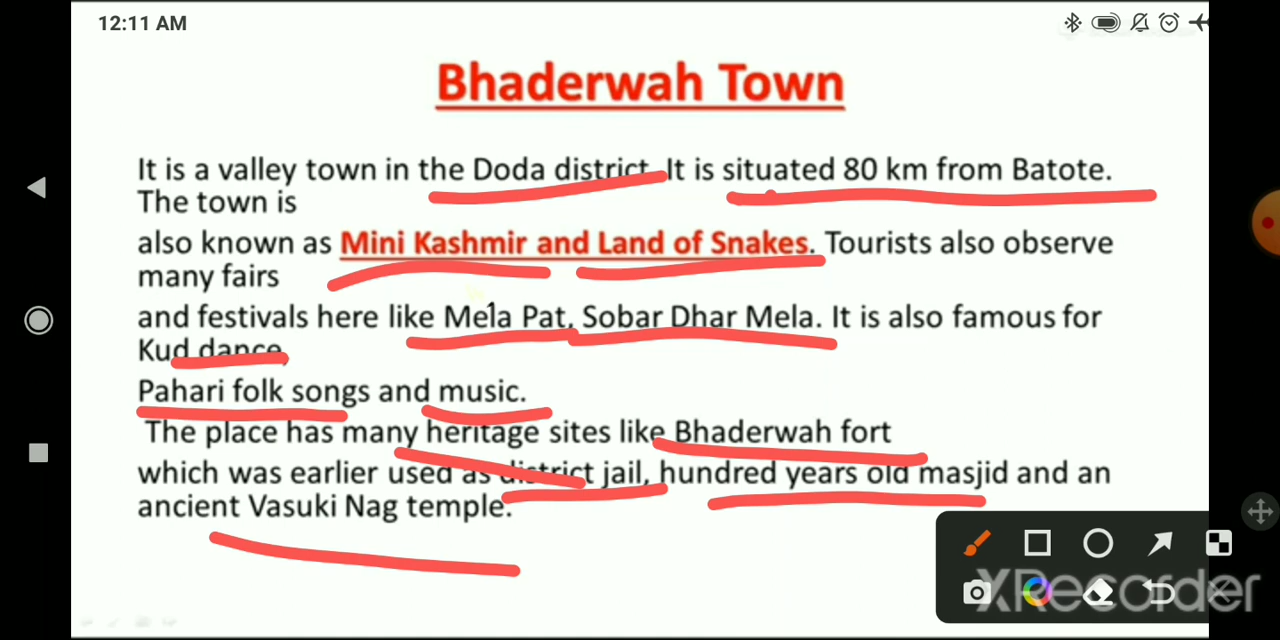 12:11 AM
Bhaderwah Town
It is a valley town in the Doda district. It is situated 80 km from Batote.
The town is
also known as Mini Kashmir and Land of Snakes. Tourists also observe
many fairs
and festivals here like Mela Pat, Sobar Dhar Mela. It is also famous for
Kud dance,
Pahari folk songs and music.
The place has many heritage sites like Bhaderwah fort
which was earlier used as district jail, hundred years old masjid and an
ancient Vasuki Nag temple.
XRecorder